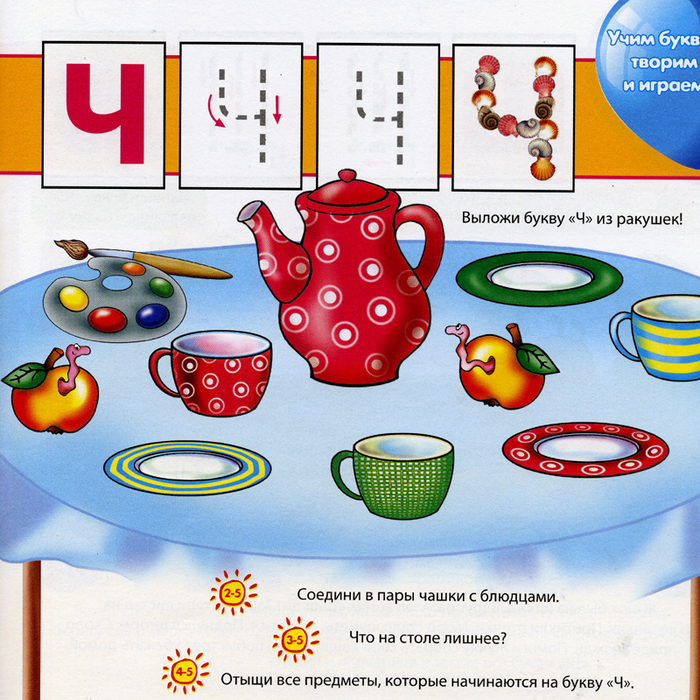 Ч
Учим букв
творим
и играем
Выложи букву «Ч» из ракушек!
2-5
Соедини в пары чашки с блюдцами.
3-5
Что на столе лишнее?
4-5
Отыщи все предметы, которые начинаются на букву «Ч».